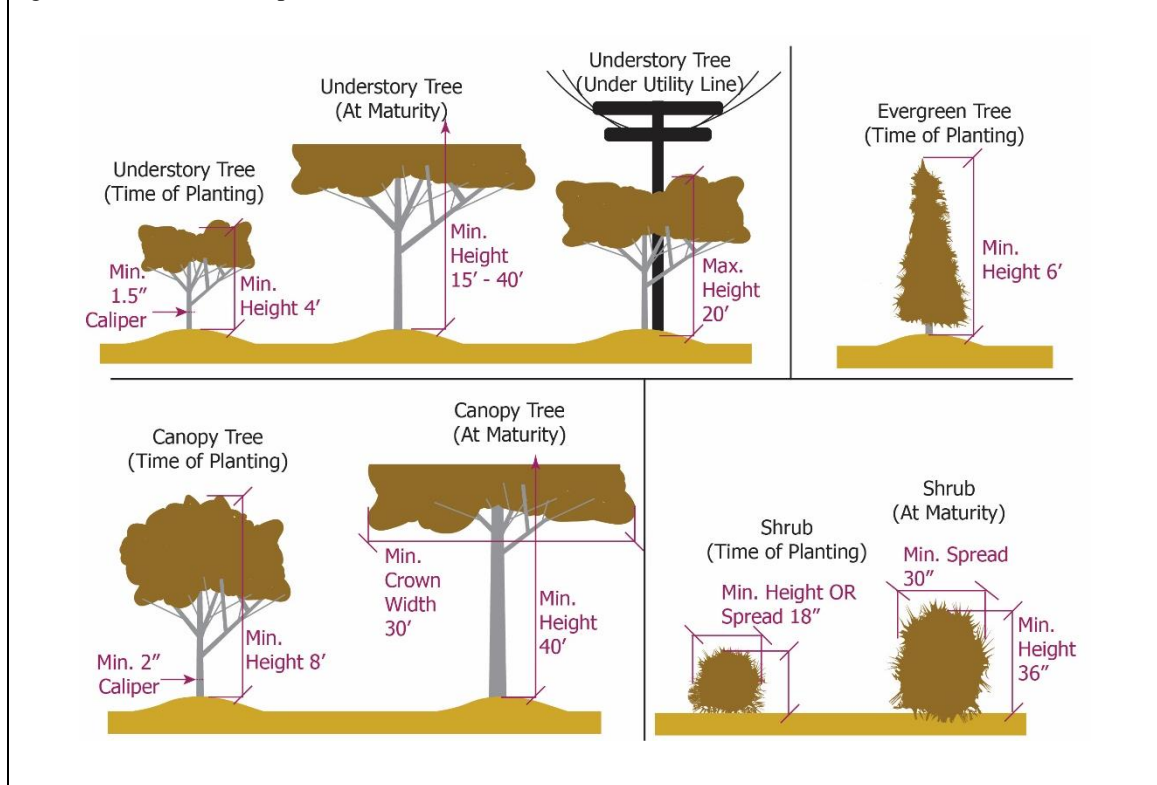 Understory Tree
(Time of Planting)
Min.
1.5”
Caliper
Min.
Height 4’
Understory Tree
(At Maturity)
Min.
Height
15’ - 40’
Understory Tree
(Under Utility Line)
Max.
Height
20’
Evergreen Tree
(Time of Planting)
Min.
Height 6’
Canopy Tree
(Time of Planting)
Min. 2”
Caliper
Min.
Height 8’
Canopy Tree
(At Maturity)
Min.
Crown
Width
30’
Min.
Height
40’
Shrub
(Time of Planting)
Min. Height OR
Spread 18”
Shrub
(At Maturity)
Min. Spread
30”
Min.
Height
36”